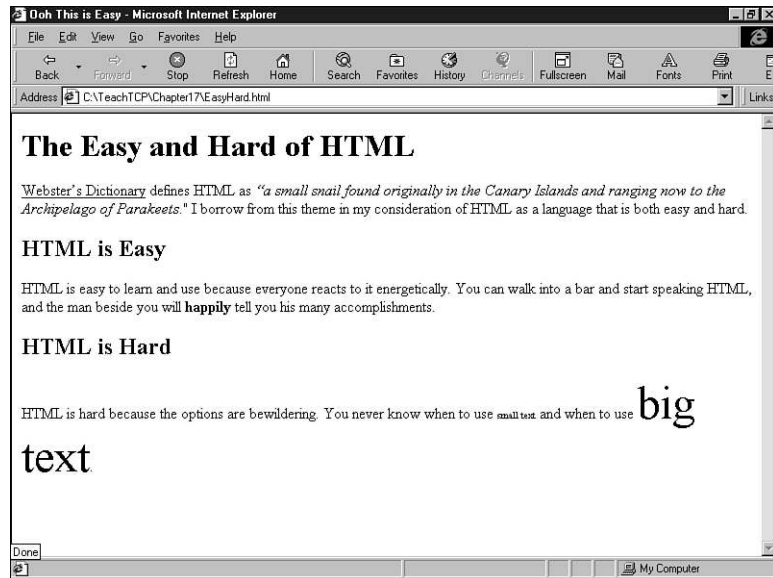 Ooh This is Easy - Microsoft Internet Explorer
File Edit View Go Favorites Help
Back Forward Stop Refresh Home Search Favorites History Channels Fullscreen Mail Fonts Print E
Address C:\TeachTCP\Chapter17\EasyHard.html Links
The Easy and Hard of HTML
Webster's Dictionary defines HTML as “a small snail found originally in the Canary Islands and ranging now to the
Archipelago of Parakeets." I borrow from this theme in my consideration of HTML as a language that is both easy and hard.
HTML is Easy
HTML is easy to learn and use because everyone reacts to it energetically. You can walk into a bar and start speaking HTML,
and the man beside you will happily tell you his many accomplishments.
HTML is Hard
HTML is hard because the options are bewildering. You never know when to use small text and when to use big
text.
Done
My Computer